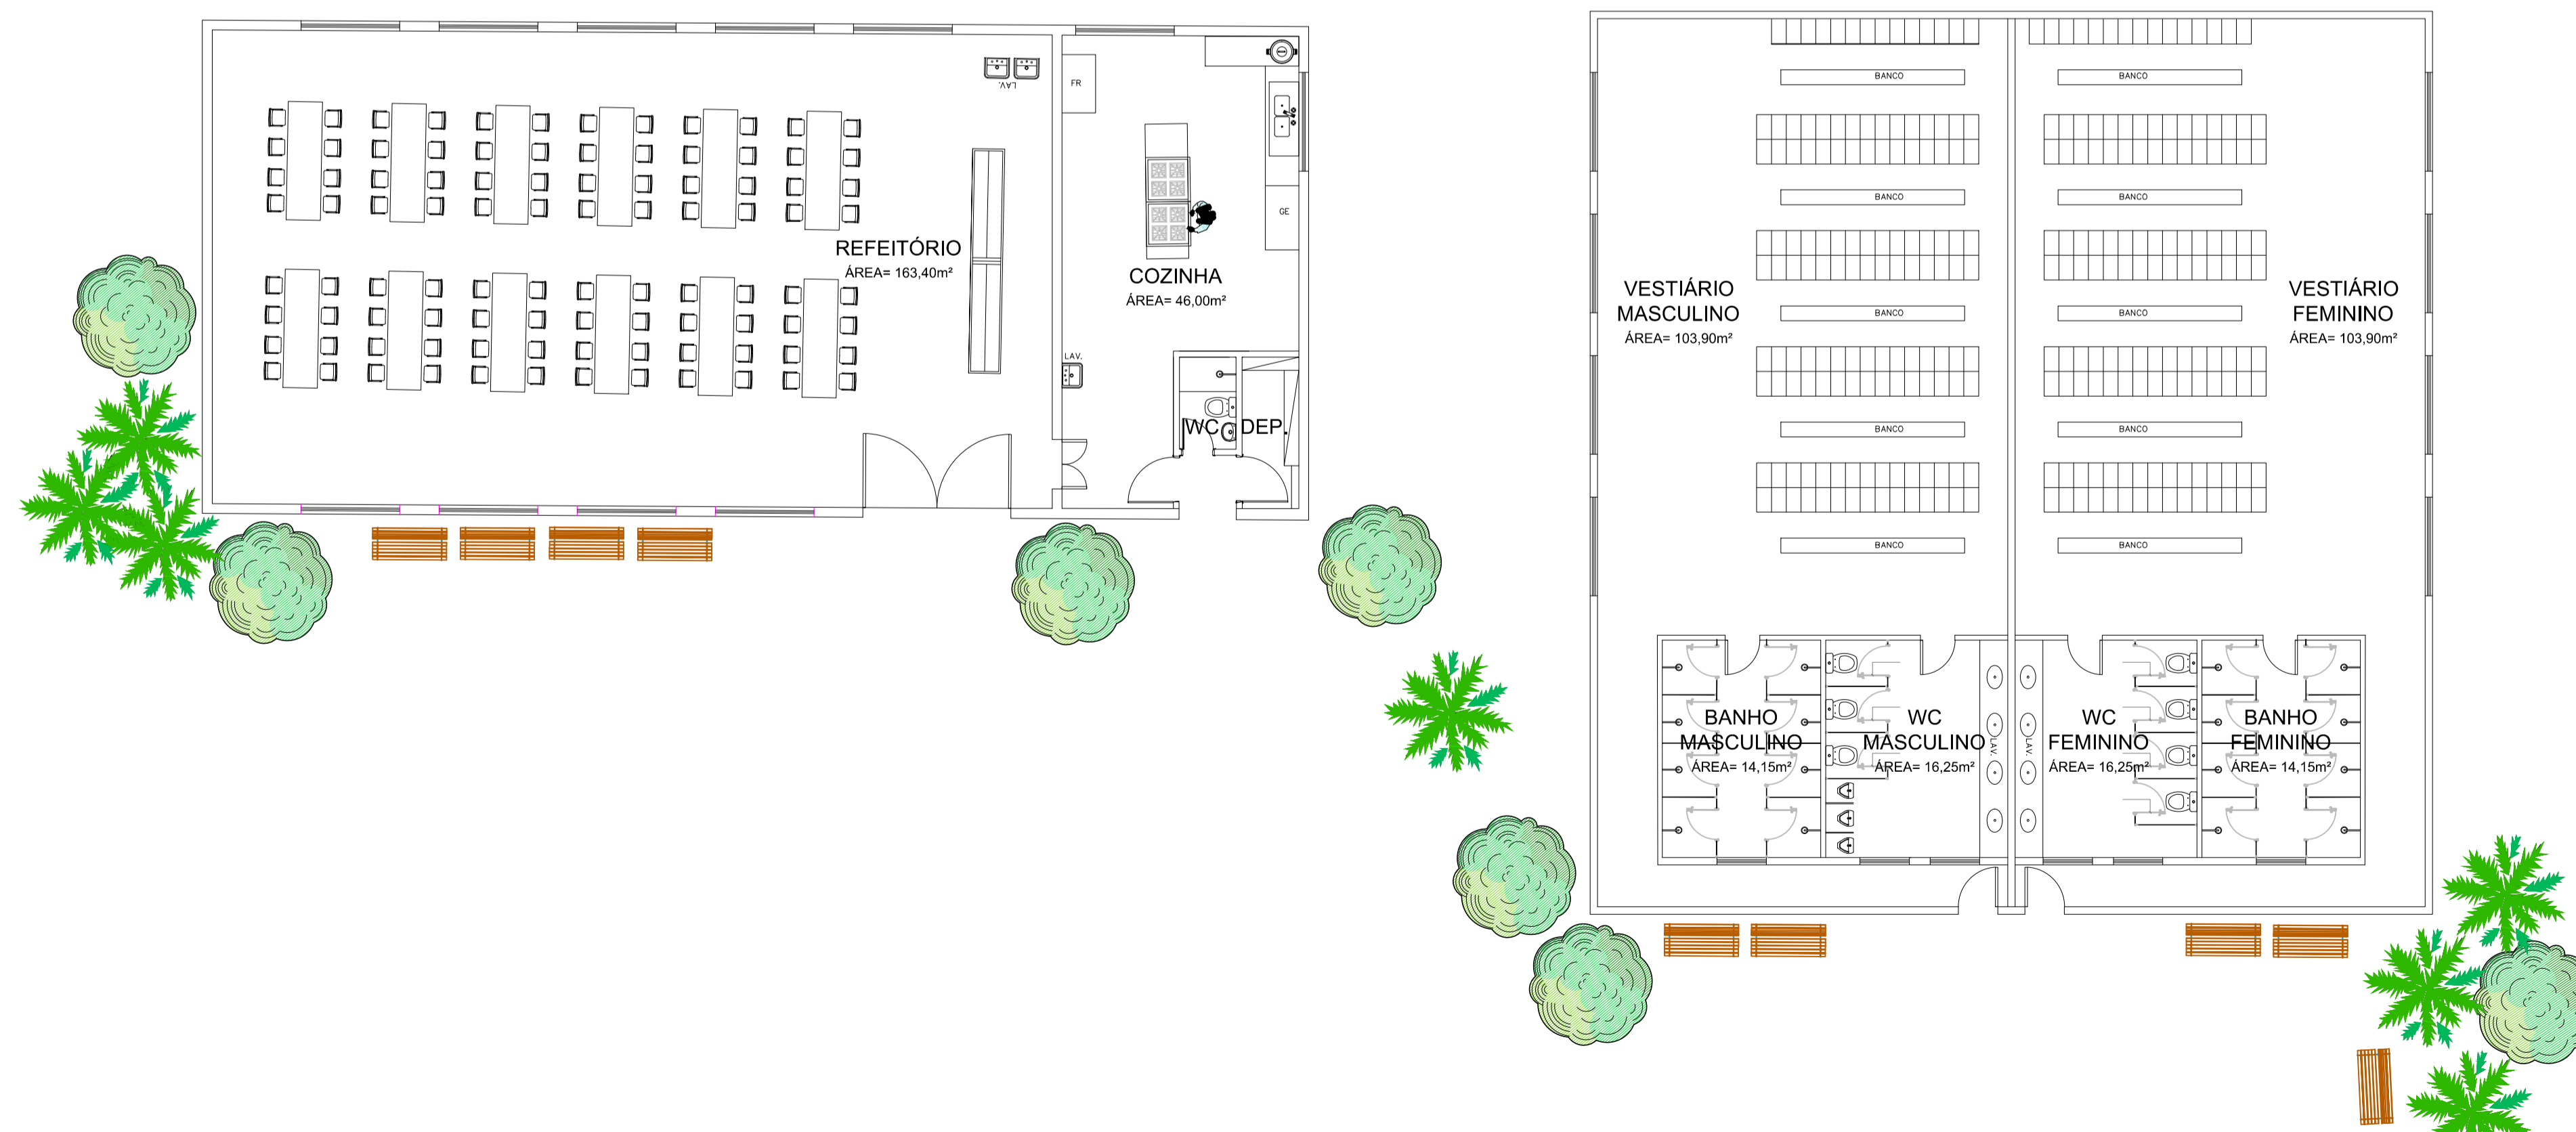 LAV.
FR
REFEITÓRIO
ÁREA= 163,40m²
GE
COZINHA
ÁREA= 46,00m²
LAV.
WC
DEP.
BANCO
BANCO
BANCO
BANCO
BANCO
BANCO
BANCO
BANCO
BANCO
BANCO
VESTIÁRIO
MASCULINO
ÁREA= 103,90m²
VESTIÁRIO
FEMININO
ÁREA= 103,90m²
BANHO
MASCULINO
ÁREA= 14,15m²
WC
MASCULINO
ÁREA= 16,25m²
LAV.
LAV.
WC
FEMININO
ÁREA= 16,25m²
BANHO
FEMININO
ÁREA= 14,15m²